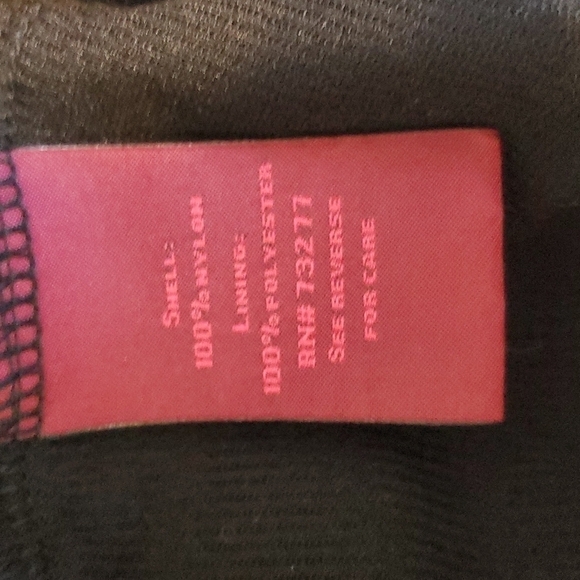 SHELL:
100% NYLON
LINING:
100% POLYESTER
RN# 73277
SEE REVERSE
FOR CARE